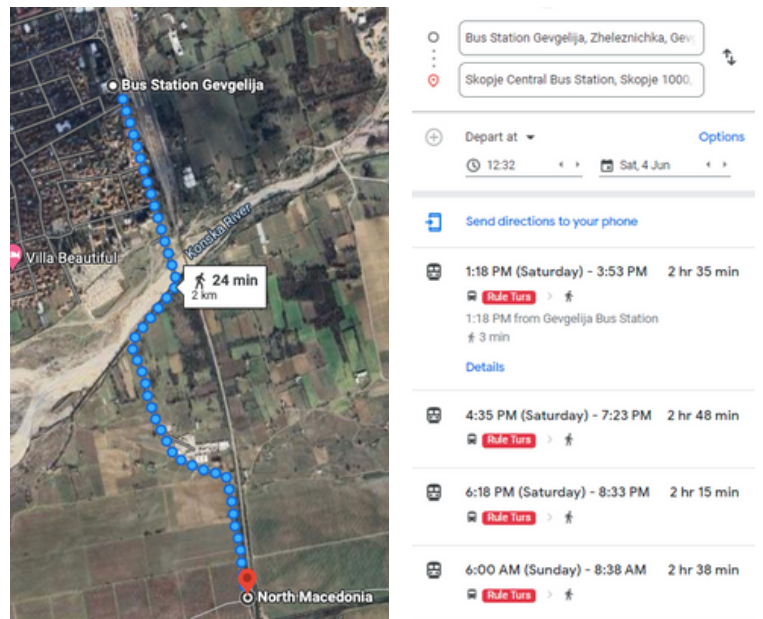 Bus Station Gevgelija
Konska River
Villa Beautiful
24 min
2 km
North Macedonia
Bus Station Gevgelija, Zheleznichka, Gev
Skopje Central Bus Station, Skopje 1000,
Depart at
Options
12:32
Sat, 4 Jun
Send directions to your phone
1:18 PM (Saturday) - 3:53 PM 2 hr 35 min
Rule Turs
1:18 PM from Gevgelija Bus Station
3 min
Details
4:35 PM (Saturday) - 7:23 PM 2 hr 48 min
Rule Turs
6:18 PM (Saturday) - 8:33 PM 2 hr 15 min
Rule Turs
6:00 AM (Sunday) - 8:38 AM 2 hr 38 min
Rule Turs